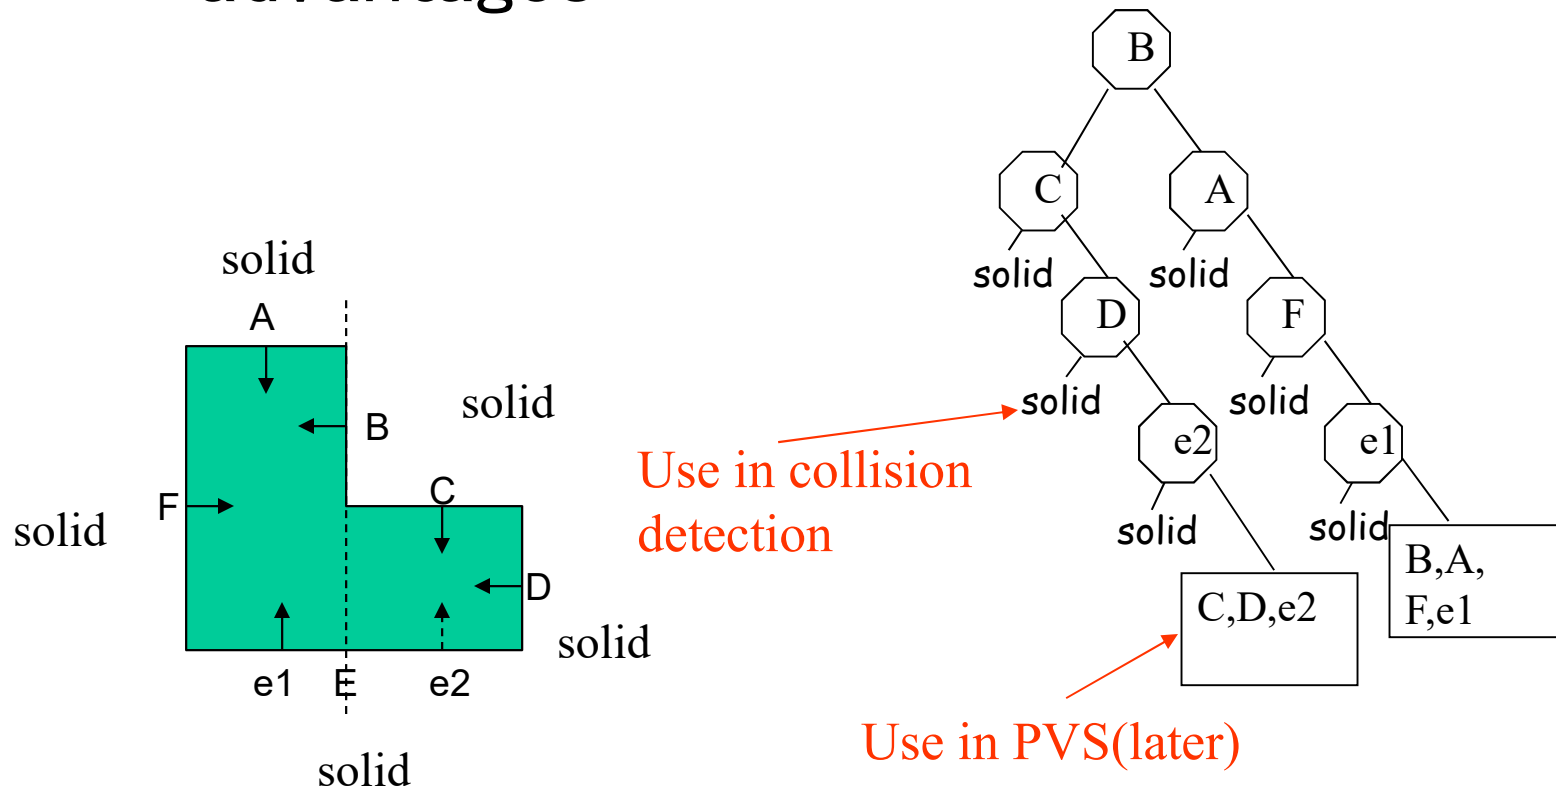 advantages
B
C
A
solid
solid
solid
A
D
F
solid
B
solid
solid
e2
e1
Use in collision
detection
C
F
solid
solid
solid
D
B,A,
F,e1
C,D,e2
solid
e1
E
e2
Use in PVS(later)
solid